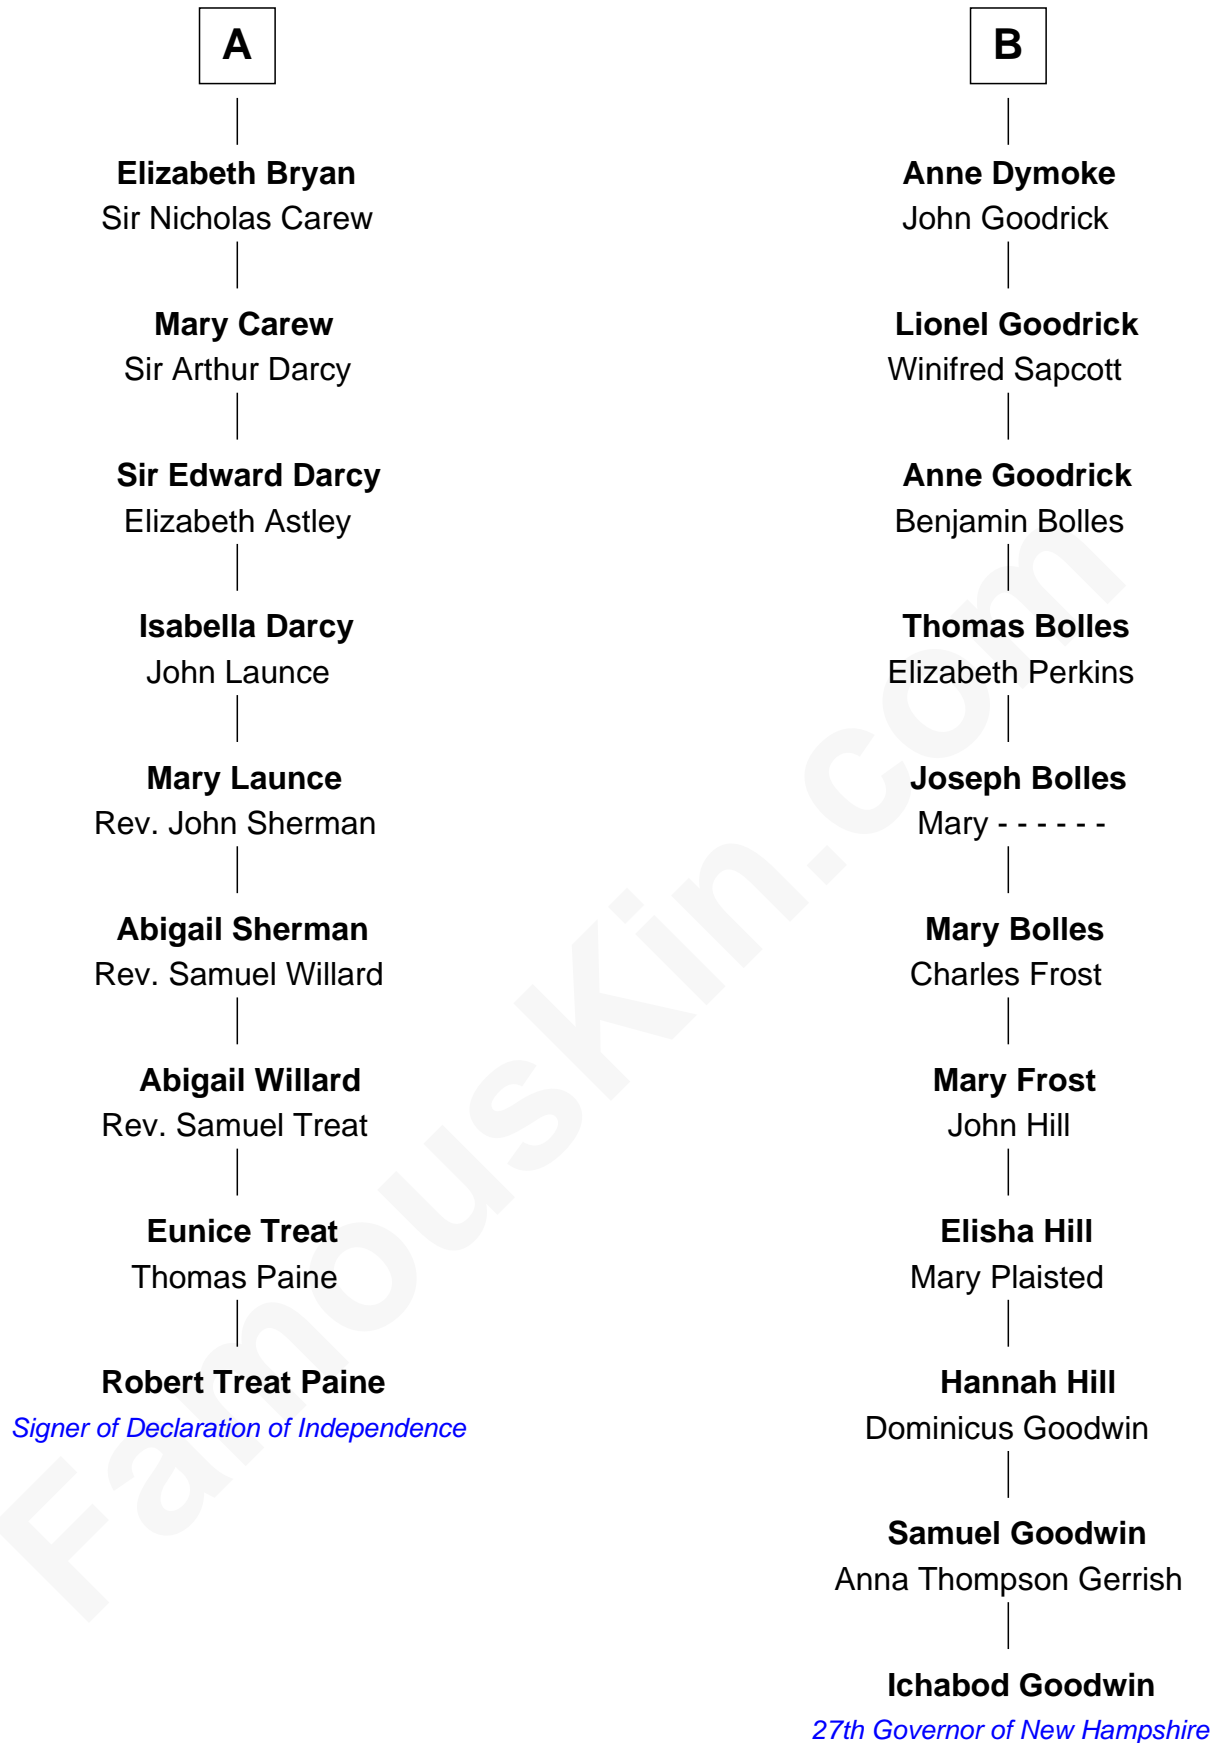 A
Elizabeth Bryan
Sir Nicholas Carew
Mary Carew
Sir Arthur Darcy
Sir Edward Darcy
Elizabeth Astley
Isabella Darcy
John Launce
Mary Launce
Rev. John Sherman
Abigail Sherman
Rev. Samuel Willard
Abigail Willard
Rev. Samuel Treat
Eunice Treat
Thomas Paine
Robert Treat Paine
Signer of Declaration of Independence
B
Anne Dymoke
John Goodrick
Lionel Goodrick
Winifred Sapcott
Anne Goodrick
Benjamin Bolles
Thomas Bolles
Elizabeth Perkins
Joseph Bolles
Mary - - - - - -
Mary Bolles
Charles Frost
Mary Frost
John Hill
Elisha Hill
Mary Plaisted
Hannah Hill
Dominicus Goodwin
Samuel Goodwin
Anna Thompson Gerrish
Ichabod Goodwin
27th Governor of New Hampshire
FamousKin.com